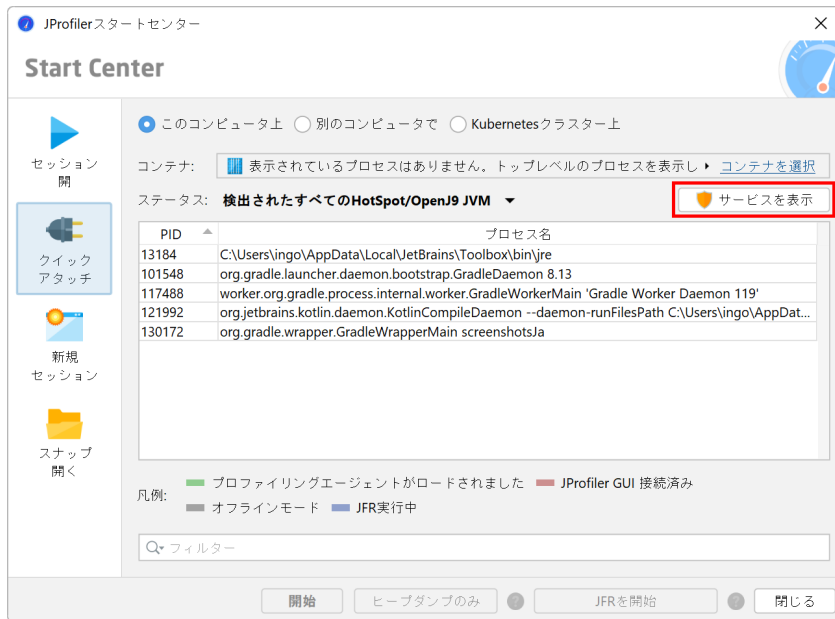 JProfilerスタートセンター
Start Center
セッション
開
クイック
アタッチ
新規
セッション
スナップ
開く
このコンピュータ上 別のコンピュータで Kubernetesクラスター上
コンテナ: 表示されているプロセスはありません。トップレベルのプロセスを表示し コンテナを選択
ステータス: 検出されたすべてのHotSpot/OpenJ9 JVM サービスを表示
PID プロセス名
13184 C:\Users\ingo\AppData\Local\JetBrains\Toolbox\bin\jre
101548 org.gradle.launcher.daemon.bootstrap.GradleDaemon 8.13
117488 worker.org.gradle.process.internal.worker.GradleWorkerMain 'Gradle Worker Daemon 119'
121992 org.jetbrains.kotlin.daemon.KotlinCompileDaemon --daemon-runFilesPath C:\Users\ingo\AppDat...
130172 org.gradle.wrapper.GradleWrapperMain screenshotsJa
凡例: プロファイリングエージェントがロードされました JProfiler GUI 接続済み
オフラインモード JFR実行中
フィルター
開始 ヒープダンプのみ ? JFRを開始 ? 閉じる